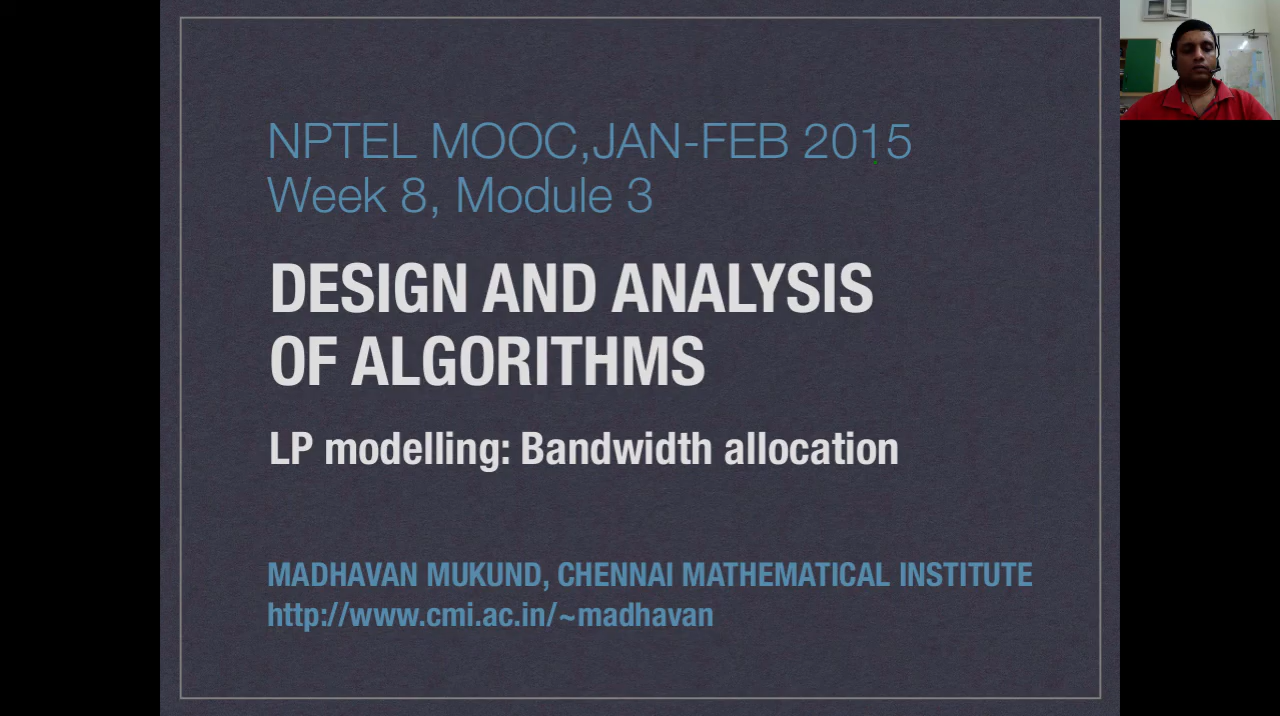 NPTEL MOOC,JAN-FEB 2015
Week 8, Module 3
DESIGN AND ANALYSIS
OF ALGORITHMS
LP modelling: Bandwidth allocation
MADHAVAN MUKUND, CHENNAI MATHEMATICAL INSTITUTE
http://www.cmi.ac.in/~madhavan